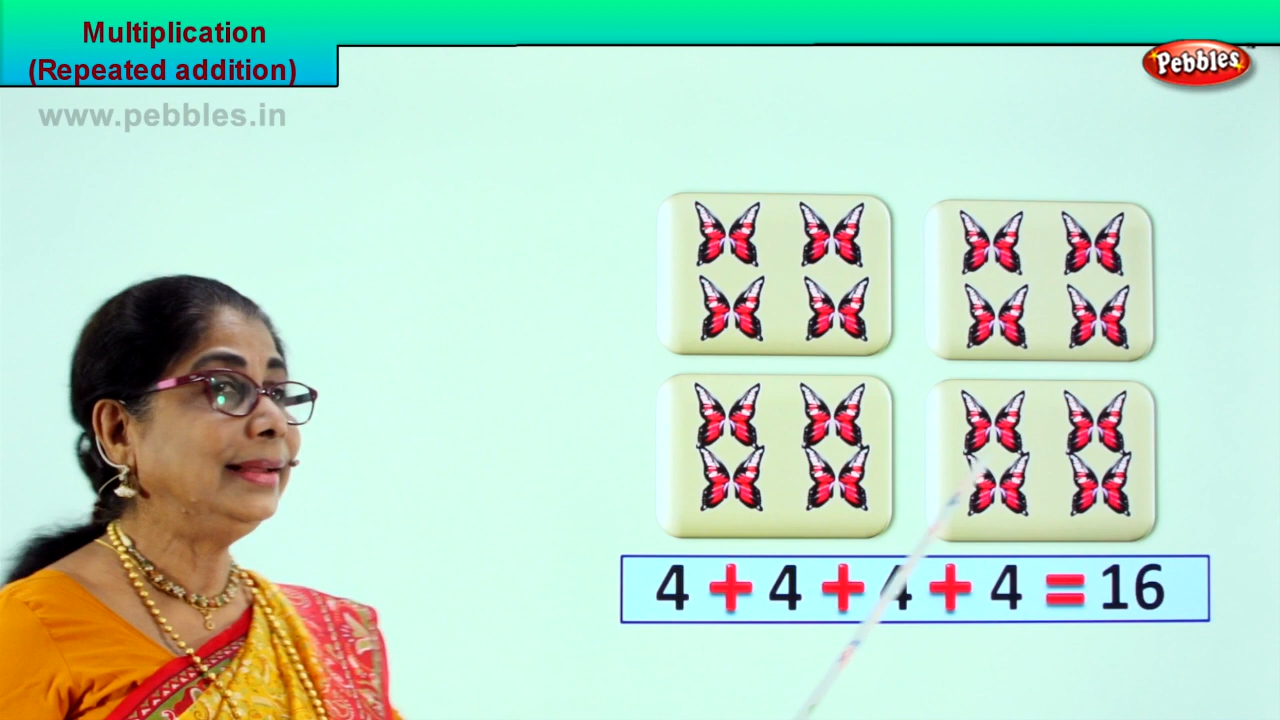 Multiplication
(Repeated addition)
Pebbles
www.pebbles.in
4 + 4 + 4 + 4 = 16